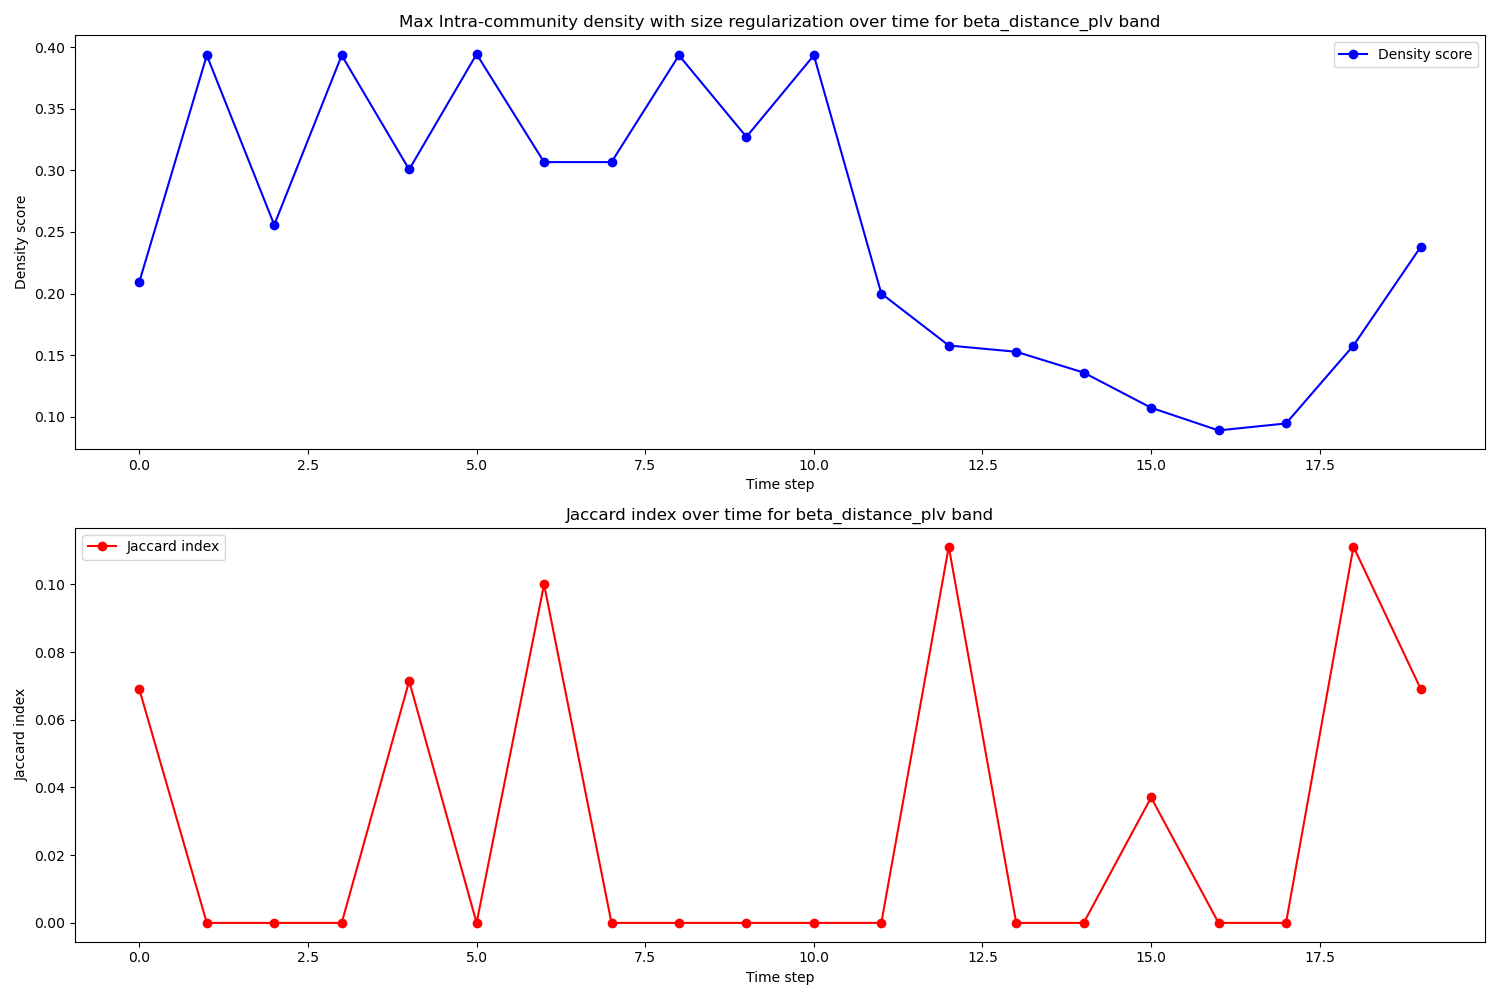 Max Intra-community density with size regularization over time for beta_distance_plv band
Density score
0.40
0.35
0.30
0.25
0.20
0.15
0.10
Density score
0.0 2.5 5.0 7.5 10.0 12.5 15.0 17.5
Time step
Jaccard index over time for beta_distance_plv band
Jaccard index
0.10
0.08
0.06
0.04
0.02
0.00
Jaccard index
0.0 2.5 5.0 7.5 10.0 12.5 15.0 17.5
Time step